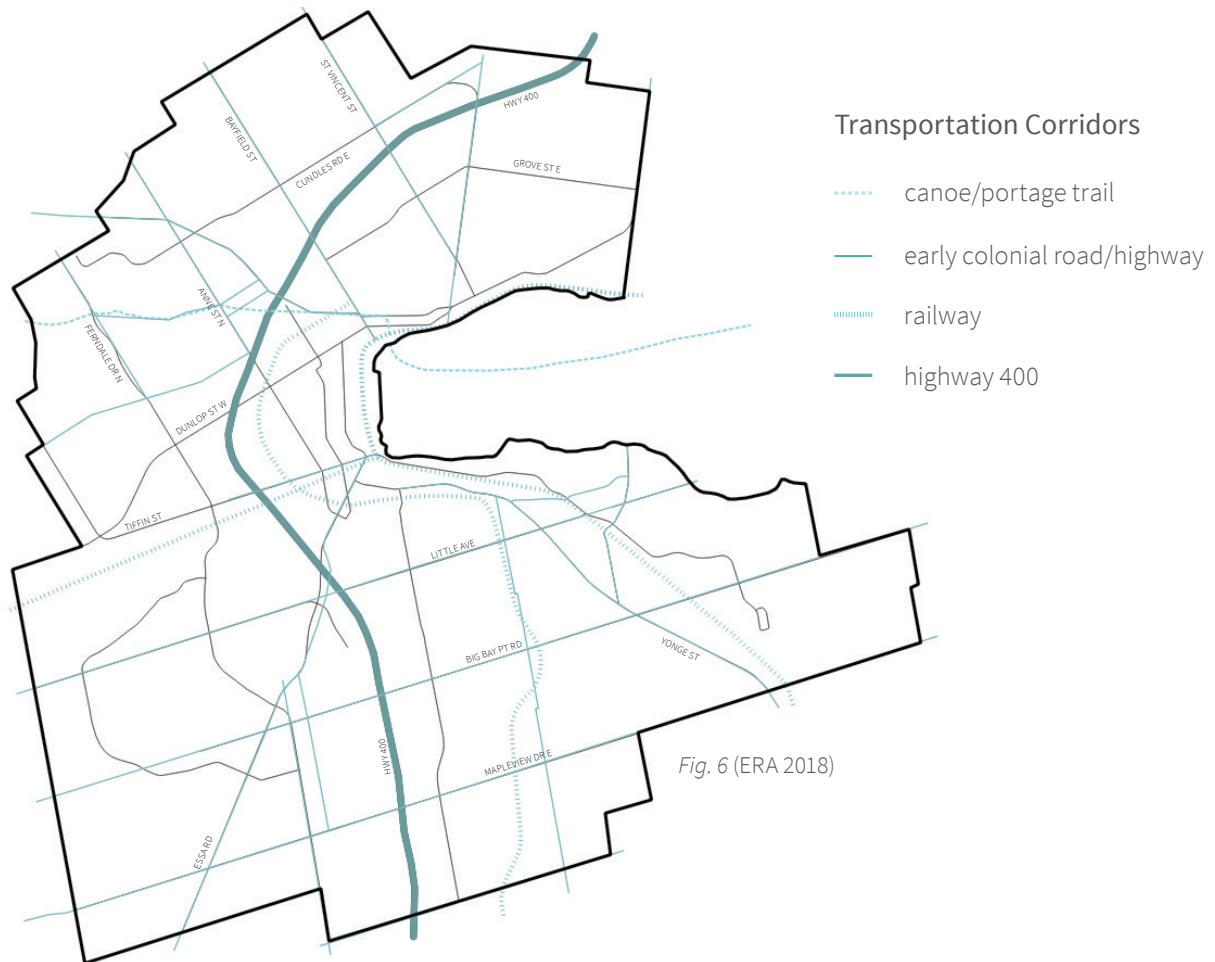 ST VINCENT ST
BAYFIELD ST
HWY 400
CUNDLES RD E
GROVE ST E
ANNE ST N
FERNDALE DR N
DUNLOP ST W
TIFFIN ST
LITTLE AVE
BIG BAY PT RD
YONGE ST
HWY 400
MAPLEVIEW DR E
ESSA RD
Transportation Corridors
canoe/portage trail
early colonial road/highway
railway
highway 400
Fig. 6 (ERA 2018)